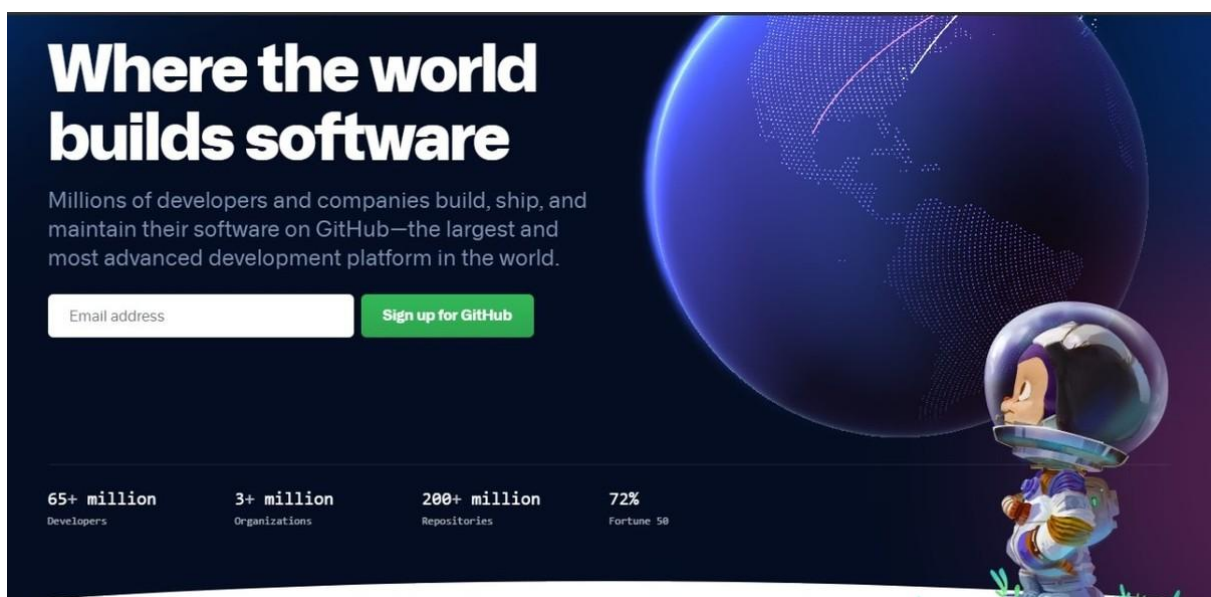 Where the world
builds software
Millions of developers and companies build, ship, and
maintain their software on GitHub—the largest and
most advanced development platform in the world.
Email address
Sign up for GitHub
65+ million
Developers
3+ million
Organizations
200+ million
Repositories
72%
Fortune 50